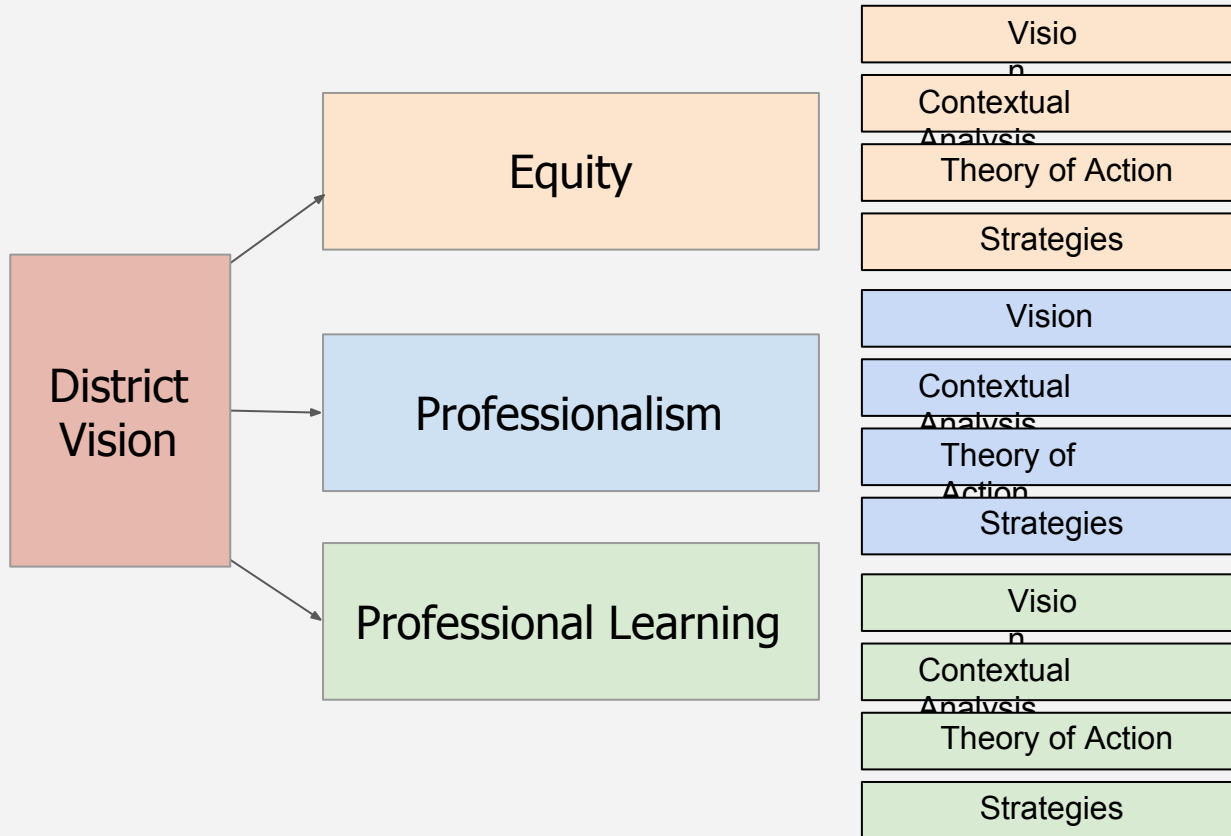 District
Vision
Equity
Professionalism
Professional Learning
Visio
n
Contextual
Analysis
Theory of Action
Strategies
Vision
Contextual
Analysis
Theory of
Action
Strategies
Visio
n
Contextual
Analysis
Theory of Action
Strategies